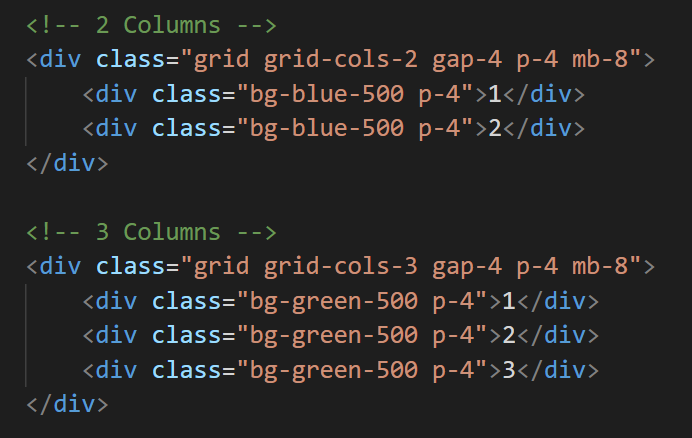 <!-- 2 Columns -->
<div class="grid grid-cols-2 gap-4 p-4 mb-8">
    <div class="bg-blue-500 p-4">1</div>
    <div class="bg-blue-500 p-4">2</div>
</div>

<!-- 3 Columns -->
<div class="grid grid-cols-3 gap-4 p-4 mb-8">
    <div class="bg-green-500 p-4">1</div>
    <div class="bg-green-500 p-4">2</div>
    <div class="bg-green-500 p-4">3</div>
</div>